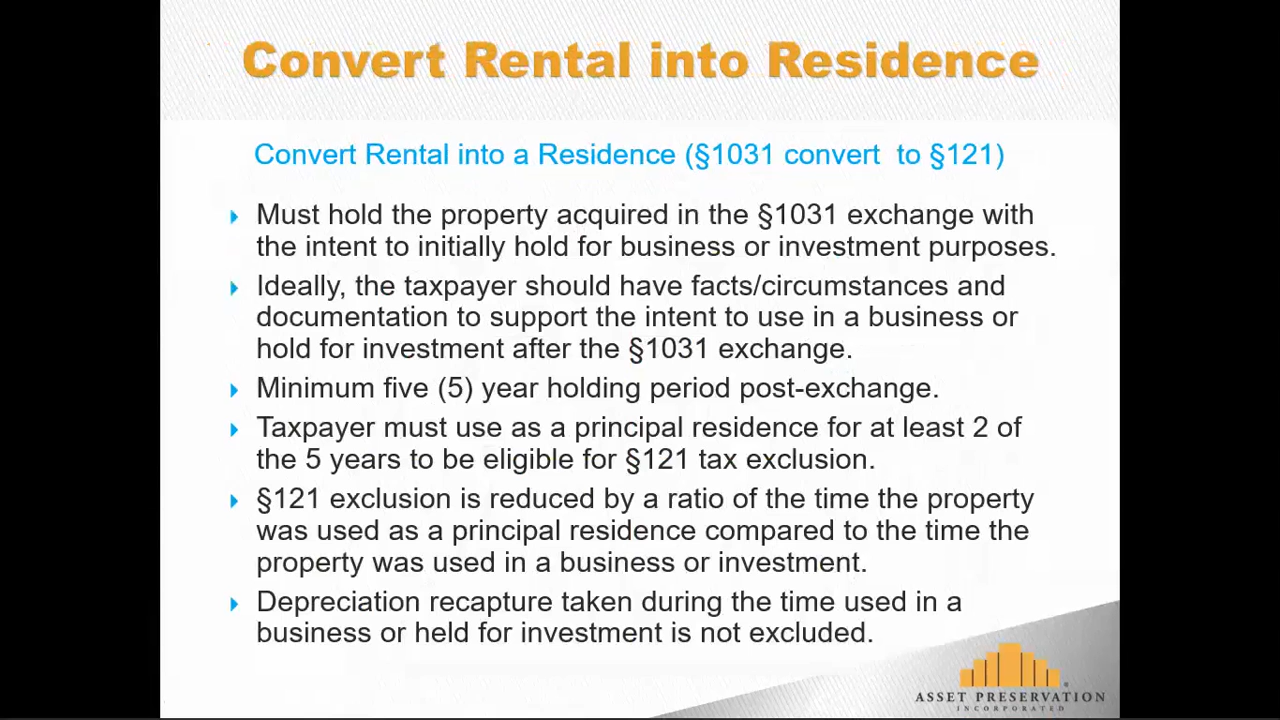 Convert Rental into Residence
Convert Rental into a Residence (§1031 convert to §121)
Must hold the property acquired in the §1031 exchange with
the intent to initially hold for business or investment purposes.
Ideally, the taxpayer should have facts/circumstances and
documentation to support the intent to use in a business or
hold for investment after the §1031 exchange.
Minimum five (5) year holding period post-exchange.
Taxpayer must use as a principal residence for at least 2 of
the 5 years to be eligible for §121 tax exclusion.
§121 exclusion is reduced by a ratio of the time the property
was used as a principal residence compared to the time the
property was used in a business or investment.
Depreciation recapture taken during the time used in a
business or held for investment is not excluded.
ASSET PRESERVATION
INCORPORATED